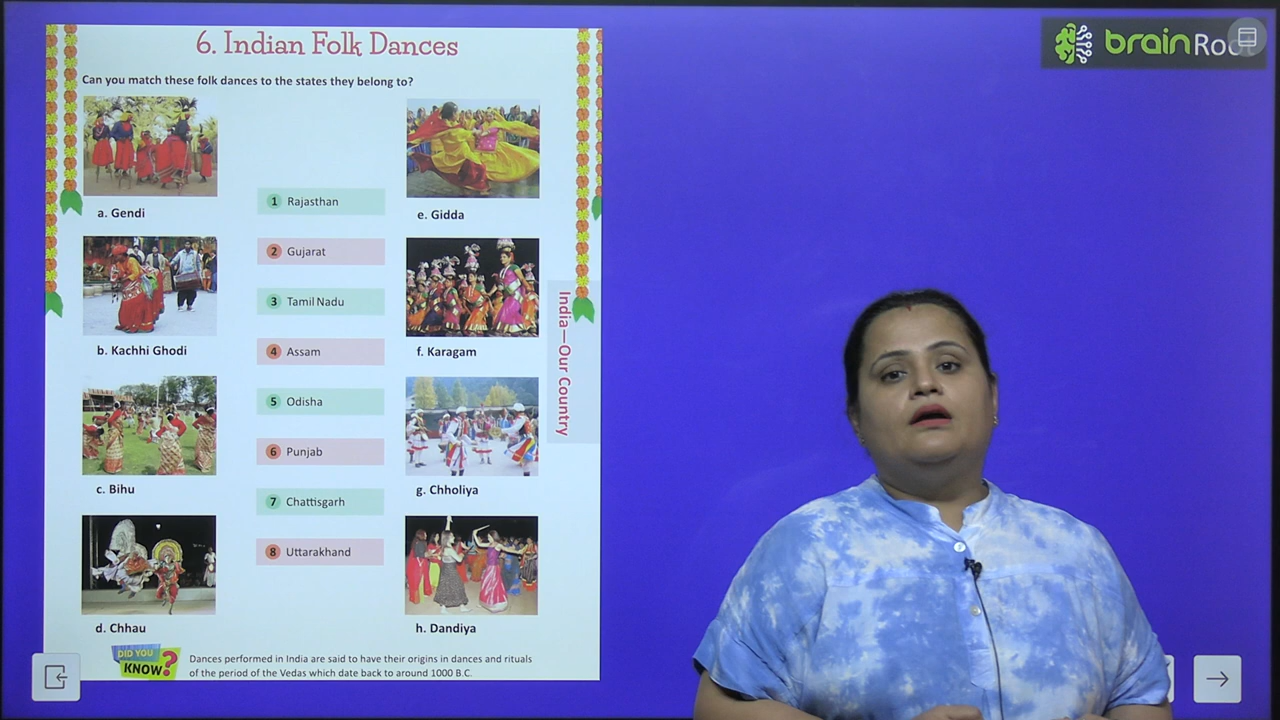 6. Indian Folk Dances
Can you match these folk dances to the states they belong to?
a. Gendi
b. Kachhi Ghodi
c. Bihu
d. Chhau
1 Rajasthan
2 Gujarat
3 Tamil Nadu
4 Assam
5 Odisha
6 Punjab
7 Chattisgarh
8 Uttarakhand
e. Gidda
f. Karagam
g. Chholiya
h. Dandiya
India—Our Country
DID YOU
KNOW?
Dances performed in India are said to have their origins in dances and rituals
of the period of the Vedas which date back to around 1000 B.C.
brain